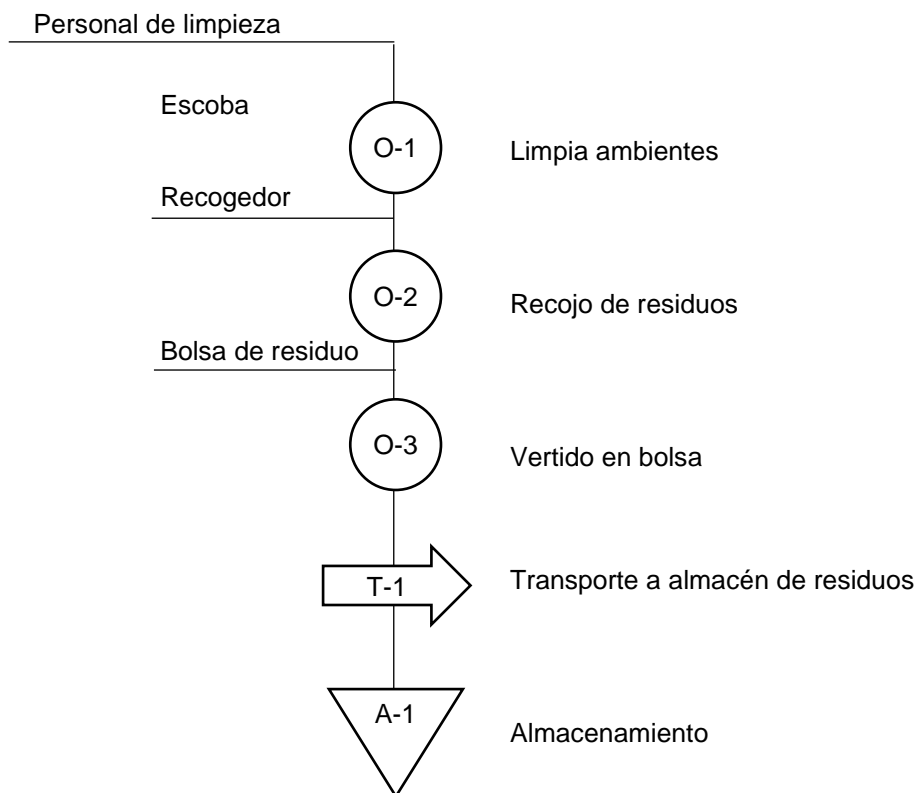 Personal de limpieza
Escoba
O-1
Limpia ambientes
Recogedor
O-2
Recojo de residuos
Bolsa de residuo
O-3
Vertido en bolsa
T-1
Transporte a almacén de residuos
A-1
Almacenamiento